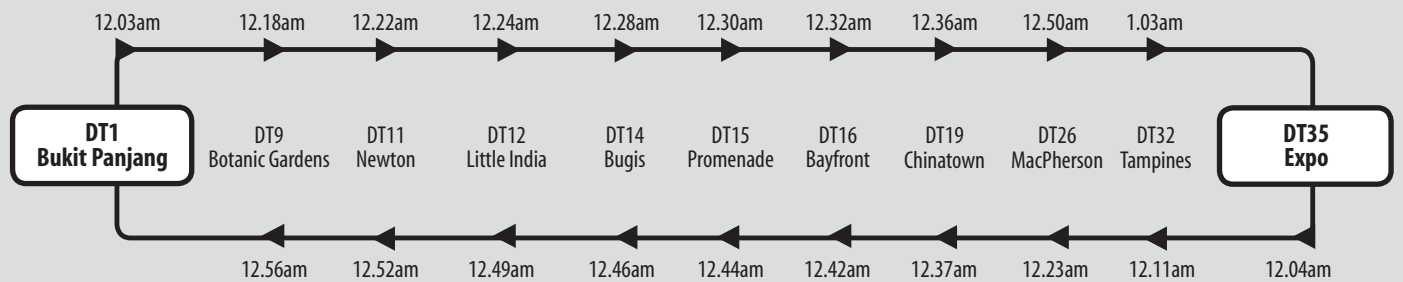 12.03am 12.18am 12.22am 12.24am 12.28am 12.30am 12.32am 12.36am 12.50am 1.03am
DT1 DT9 DT11 DT12 DT14 DT15 DT16 DT19 DT26 DT32 DT35
Bukit Panjang Botanic Gardens Newton Little India Bugis Promenade Bayfront Chinatown MacPherson Tampines Expo
12.56am 12.52am 12.49am 12.46am 12.44am 12.42am 12.37am 12.23am 12.11am 12.04am